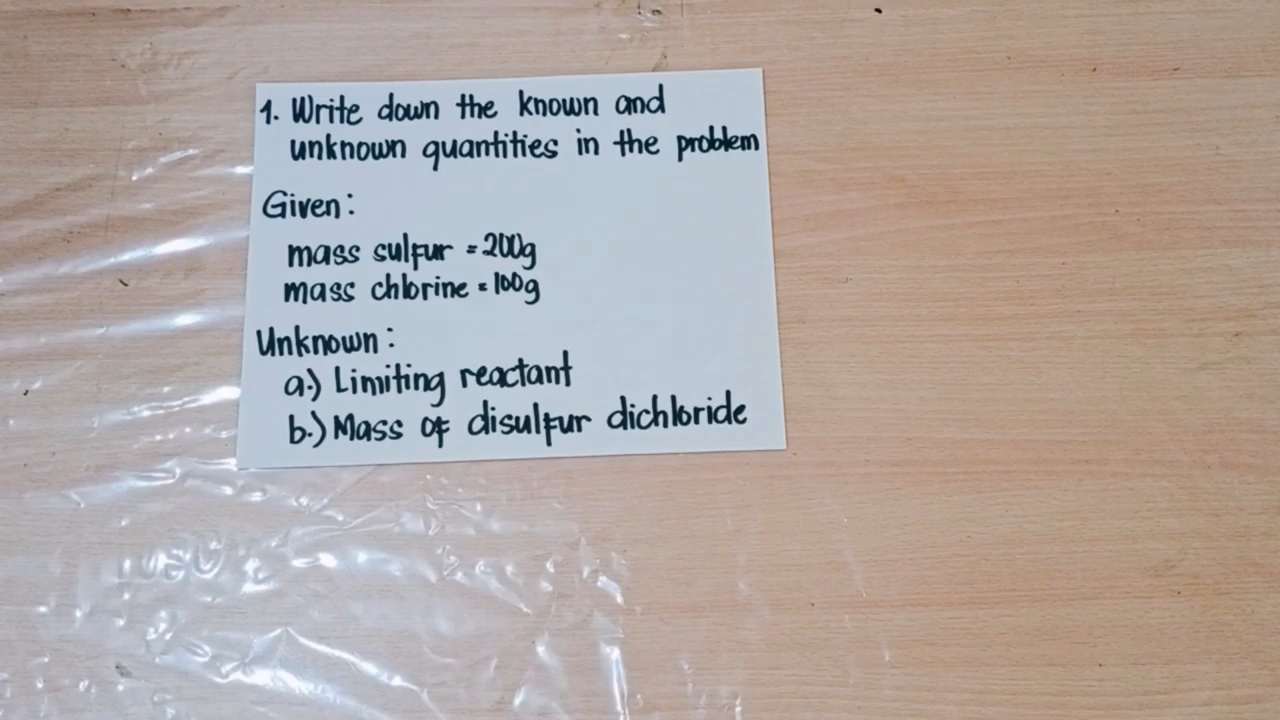 1. Write down the known and
unknown quantities in the problem
Given:
mass sulfur = 200g
mass chlorine = 100g
Unknown:
a.) Limiting reactant
b.) Mass of disulfur dichloride